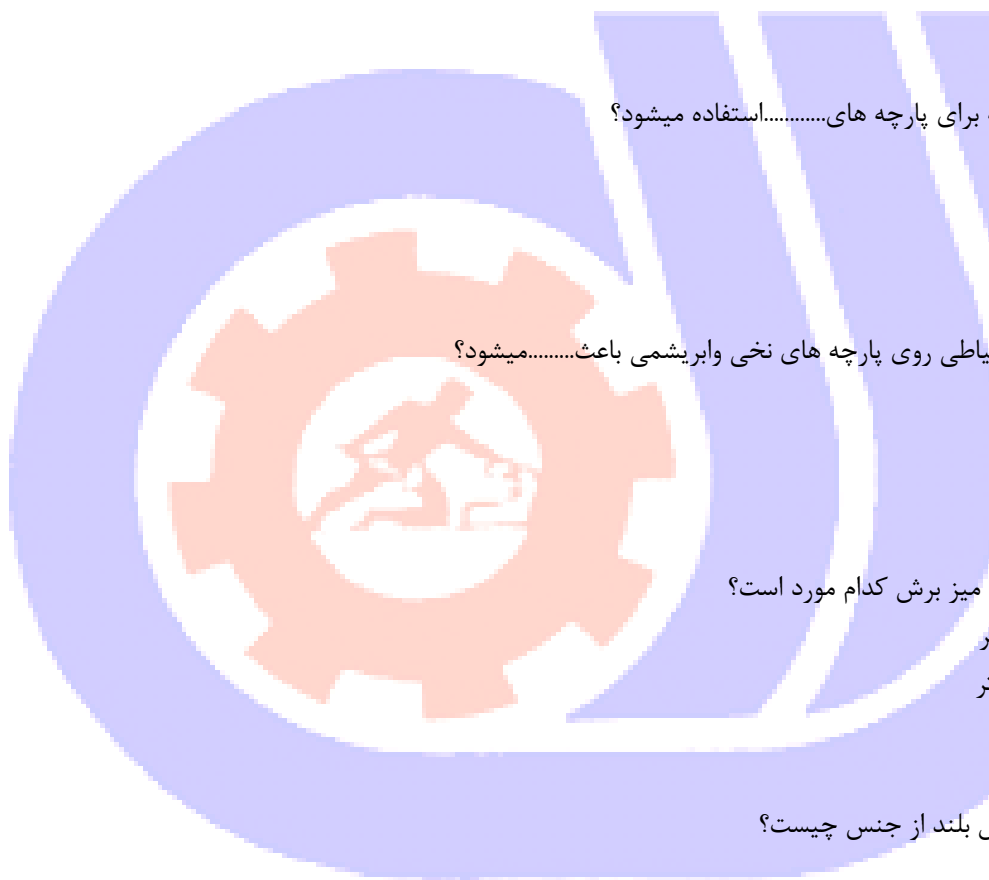 برای پارچه های............استفاده میشود؟
روی پارچه های نخی وابریشمی باعث.........میشود؟
میز برش کدام مورد است؟
بلند از جنس چیست؟